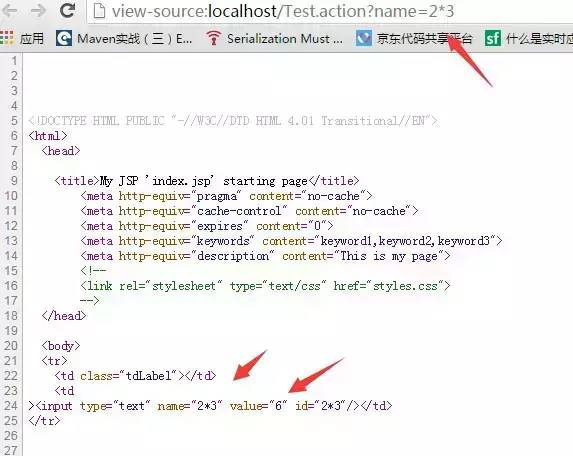 view-source:localhost/Test.action?name=2*3
应用 Maven实战（三）E... Serialization Must ... 京东代码共享平台 什么是实时应
1
2
3
4
5 <!DOCTYPE HTML PUBLIC "-//W3C//DTD HTML 4.01 Transitional//EN">
6 <html>
7 <head>
8
9 <title>My JSP 'index.jsp' starting page</title>
10 <meta http-equiv="pragma" content="no-cache">
11 <meta http-equiv="cache-control" content="no-cache">
12 <meta http-equiv="expires" content="0">
13 <meta http-equiv="keywords" content="keyword1,keyword2,keyword3">
14 <meta http-equiv="description" content="This is my page">
15 <!--
16 <link rel="stylesheet" type="text/css" href="styles.css">
17 -->
18 </head>
19
20 <body>
21 <tr>
22 <td class="tdLabel"></td>
23 <td
24 ><input type="text" name="2*3" value="6" id="2*3"/></td>
25 </tr>
26
27